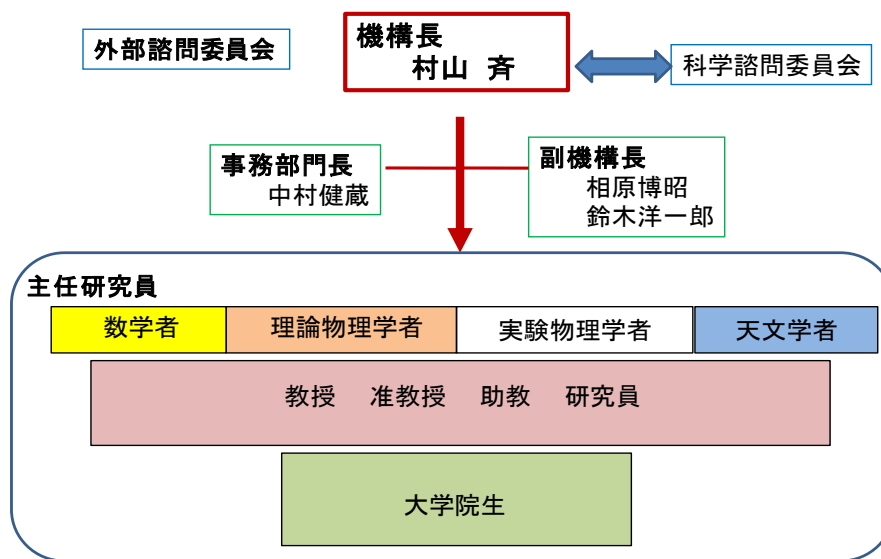 外部諮問委員会
機構長
村山 斉
科学諮問委員会
事務部門長
中村健蔵
副機構長
相原博昭
鈴木洋一郎
主任研究員
数学者 理論物理学者 実験物理学者 天文学者
教授 准教授 助教 研究員
大学院生